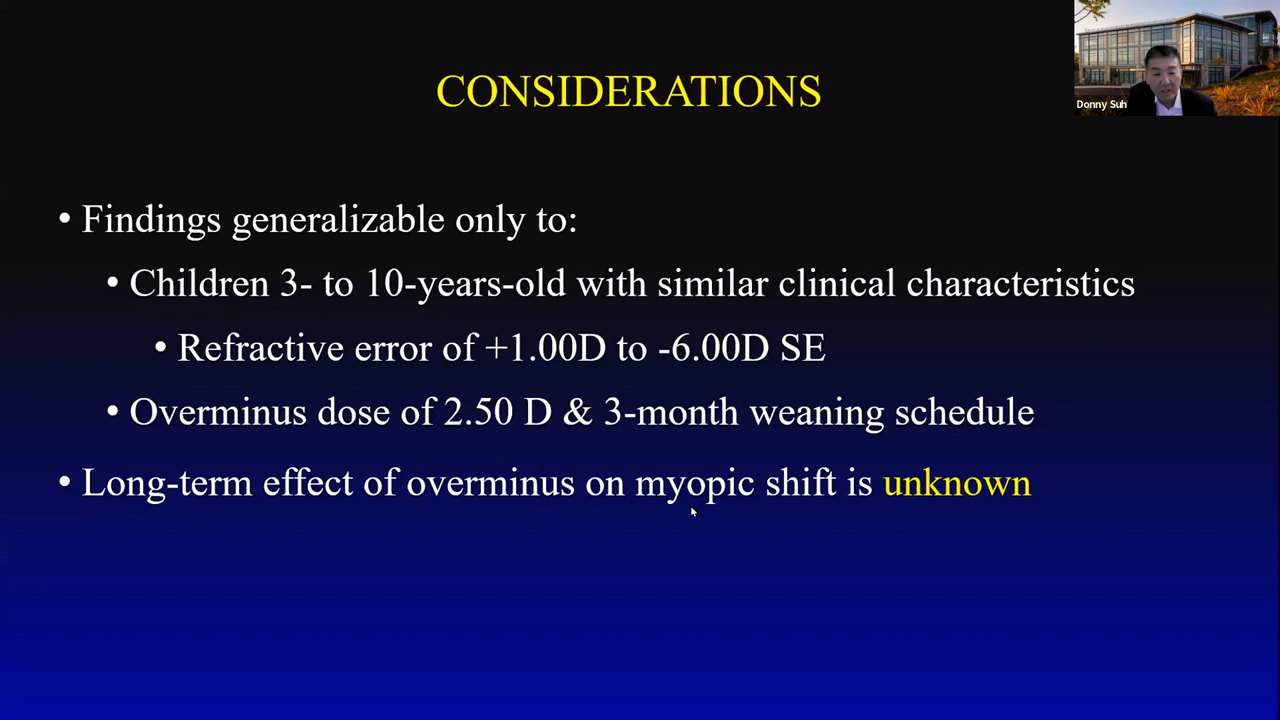 CONSIDERATIONS
Donny Suh
• Findings generalizable only to:
• Children 3- to 10-years-old with similar clinical characteristics
• Refractive error of +1.00D to -6.00D SE
• Overminus dose of 2.50 D & 3-month weaning schedule
• Long-term effect of overminus on myopic shift is unknown